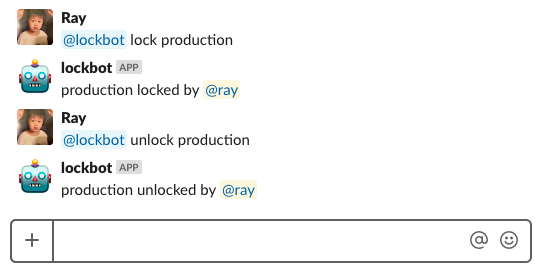 Ray
@lockbot lock production
lockbot APP
production locked by @ray
Ray
@lockbot unlock production
lockbot APP
production unlocked by @ray